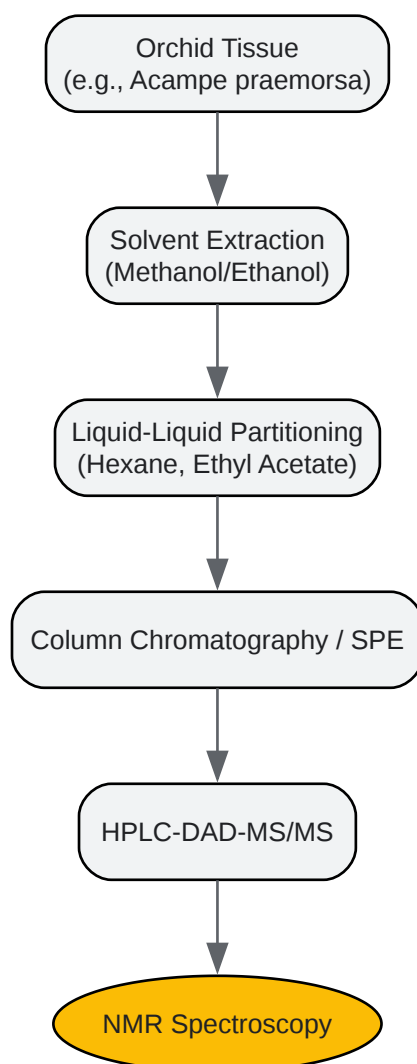 Orchid Tissue
(e.g., Acampe praemorsa)
Solvent Extraction
(Methanol/Ethanol)
Liquid-Liquid Partitioning
(Hexane, Ethyl Acetate)
Column Chromatography / SPE
HPLC-DAD-MS/MS
NMR Spectroscopy